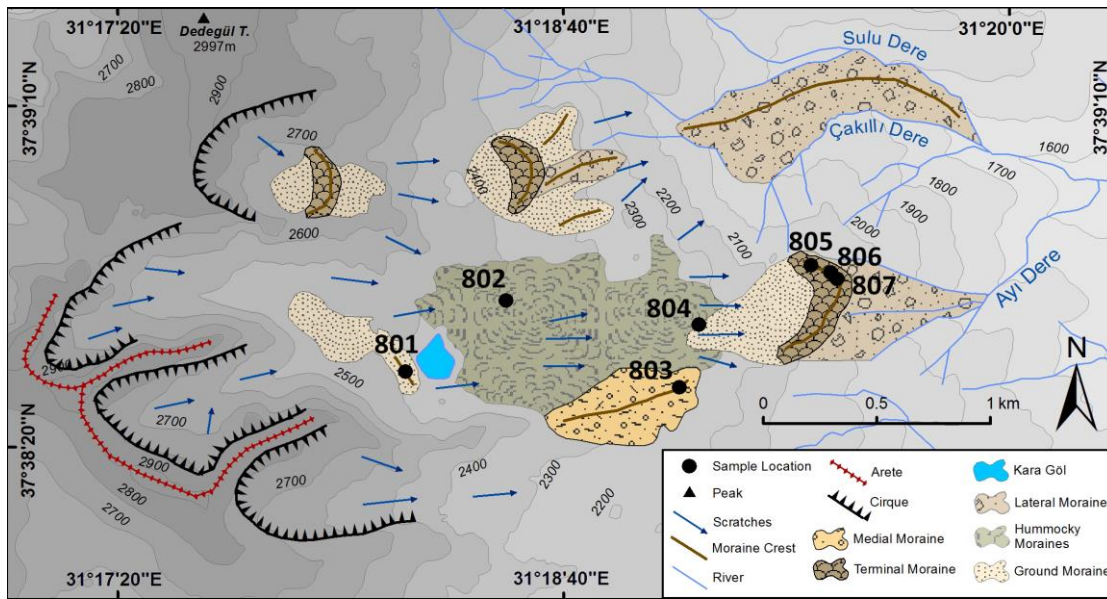 31°17'20"E
31°18'40"E
31°20'0"E
Dedegül T.
2997m
2700
2800
2900
Sulu Dere
37°39'10"N
37°39'10"N
2700
Çakıllı Dere
2400
1600
1700
1800
1900
2000
2300
2200
2100
2600
805
806
807
Ayı Dere
802
804
801
803
2900
2500
2700
N
0 0.5 1 km
37°38'20"N
2900
2800
2700
2700
2400
2300
2200
Sample Location
Peak
Scratches
Moraine Crest
River
Arete
Cirque
Medial Moraine
Terminal Moraine
Kara Göl
Lateral Moraine
Hummocky
Moraines
Ground Moraine
31°17'20"E
31°18'40"E